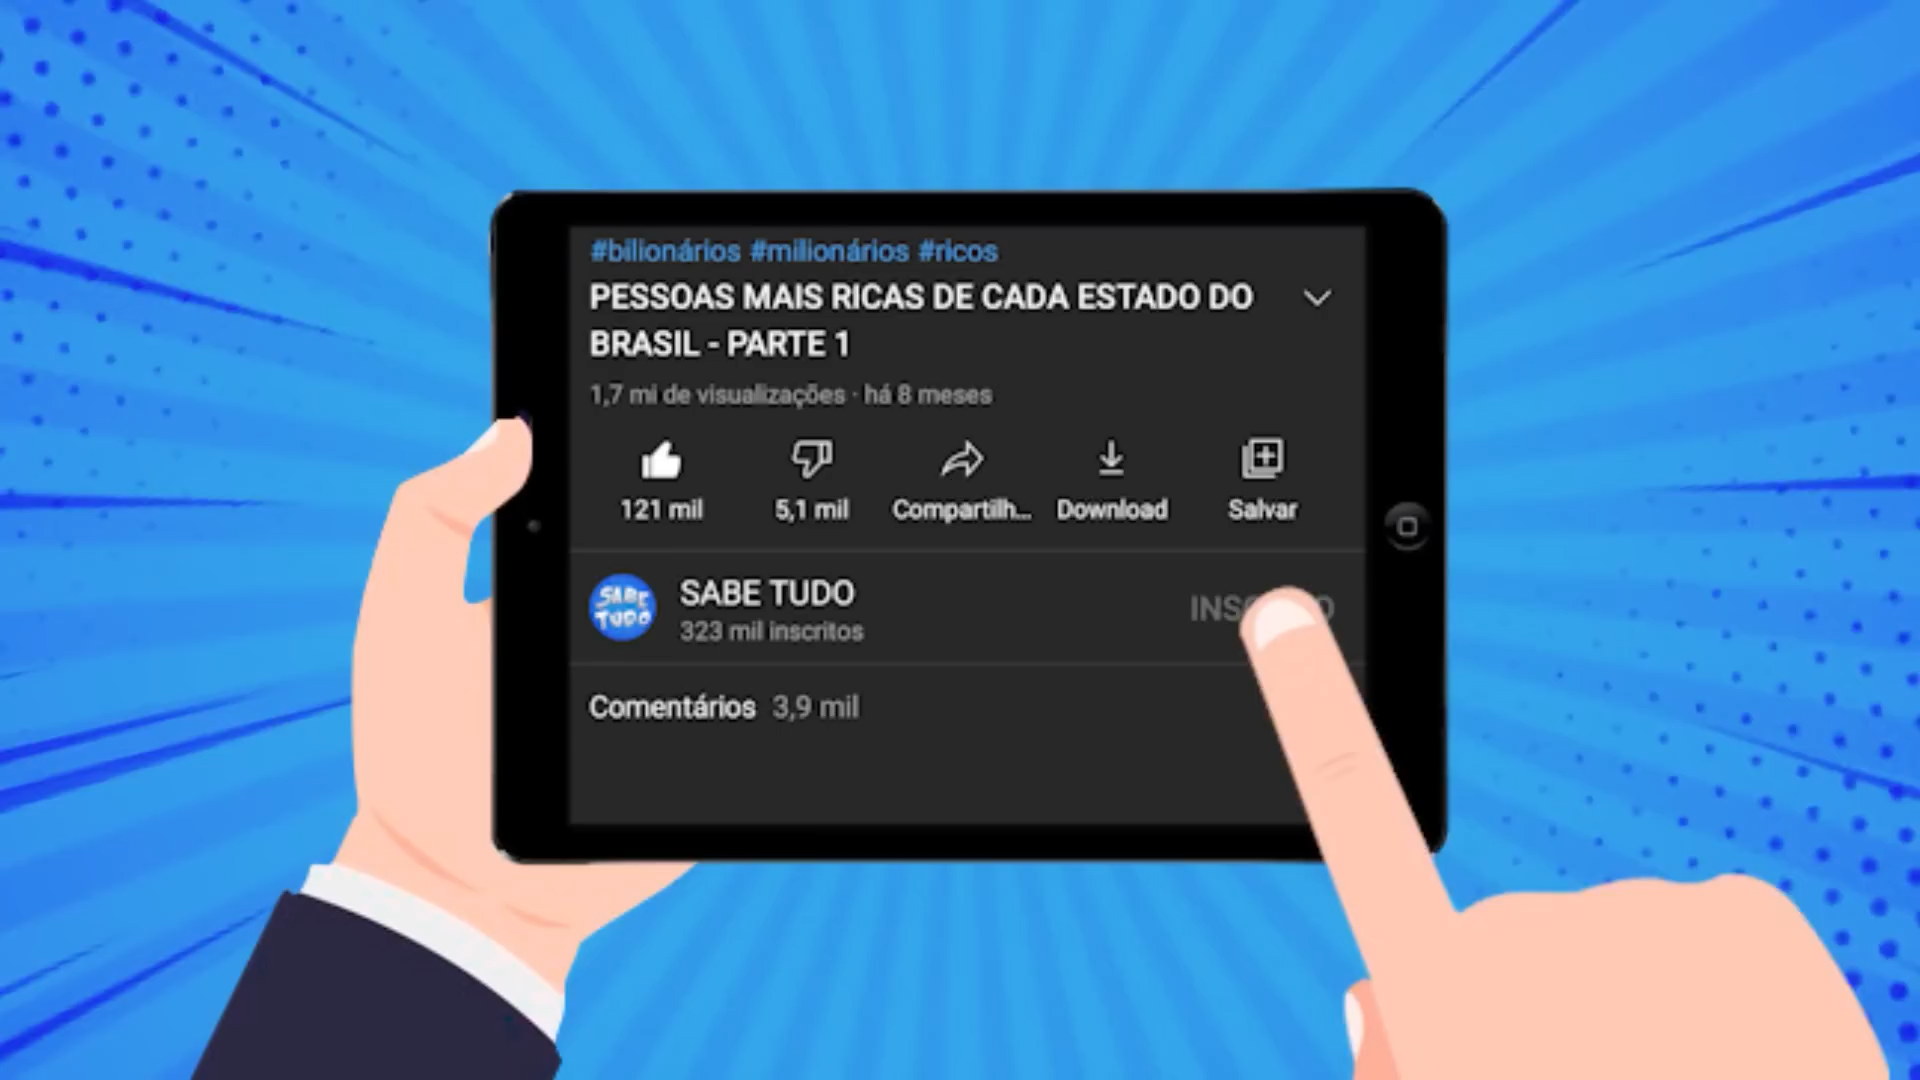 #bilionários #milionários #ricos
PESSOAS MAIS RICAS DE CADA ESTADO DO
BRASIL - PARTE 1
1,7 mi de visualizações · há 8 meses
121 mil
5,1 mil
Compartilh...
Download
Salvar
SABE TUDO
SABE TUDO
323 mil inscritos
Comentários 3,9 mil